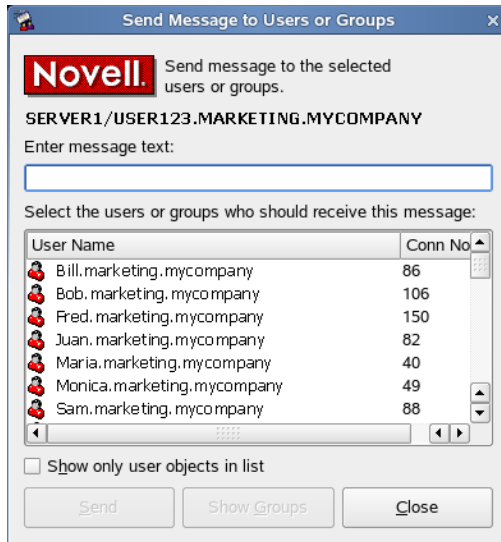 Send Message to Users or Groups
Novell.
Send message to the selected
users or groups.
SERVER1/USER123.MARKETING.MYCOMPANY
Enter message text:
Select the users or groups who should receive this message:
User Name Conn No
Bill.marketing.mycompany 86
Bob.marketing.mycompany 106
Fred.marketing.mycompany 150
Juan.marketing.mycompany 82
Maria.marketing.mycompany 40
Monica.marketing.mycompany 49
Sam.marketing.mycompany 88
Show only user objects in list
Send Show Groups Close